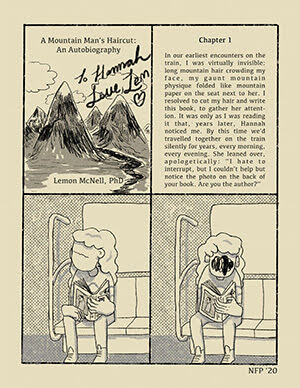 A Mountain Man's Haircut:
An Autobiography
To Hannah
Love Lem
Lemon McNell, PhD
Chapter 1
In our earliest encounters on the
train, I was virtually invisible:
long mountain hair crowding my
face, my gaunt mountain
physique folded like mountain
paper on the seat next to her. I
resolved to cut my hair and write
this book, to gather her attent-
ion. It was only as I was reading
it that, years later, Hannah
noticed me. By this time we'd
travelled together on the train
silently for years, every morning,
every evening. She leaned over,
apologetically: "I hate to
interrupt, but I couldn't help but
notice the photo on the back of
your book. Are you the author?"
NFP '20